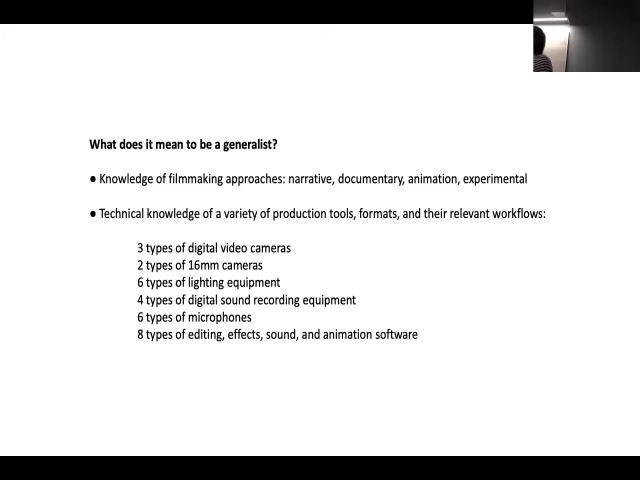 What does it mean to be a generalist?
● Knowledge of filmmaking approaches: narrative, documentary, animation, experimental
● Technical knowledge of a variety of production tools, formats, and their relevant workflows:
3 types of digital video cameras
2 types of 16mm cameras
6 types of lighting equipment
4 types of digital sound recording equipment
6 types of microphones
8 types of editing, effects, sound, and animation software